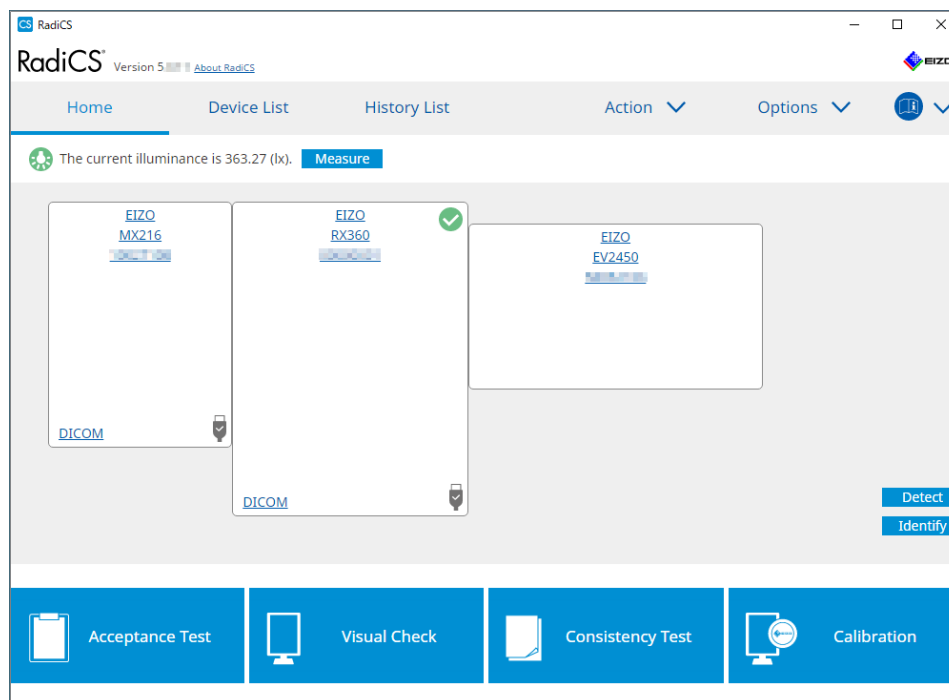 CS RadiCS
RadiCS Version 5. About RadiCS
EIZO
Home Device List History List Action Options
The current illuminance is 363.27 (lx). Measure
EIZO
MX216
DICOM
EIZO
RX360
DICOM
EIZO
EV2450
Detect
Identify
Acceptance Test Visual Check Consistency Test Calibration